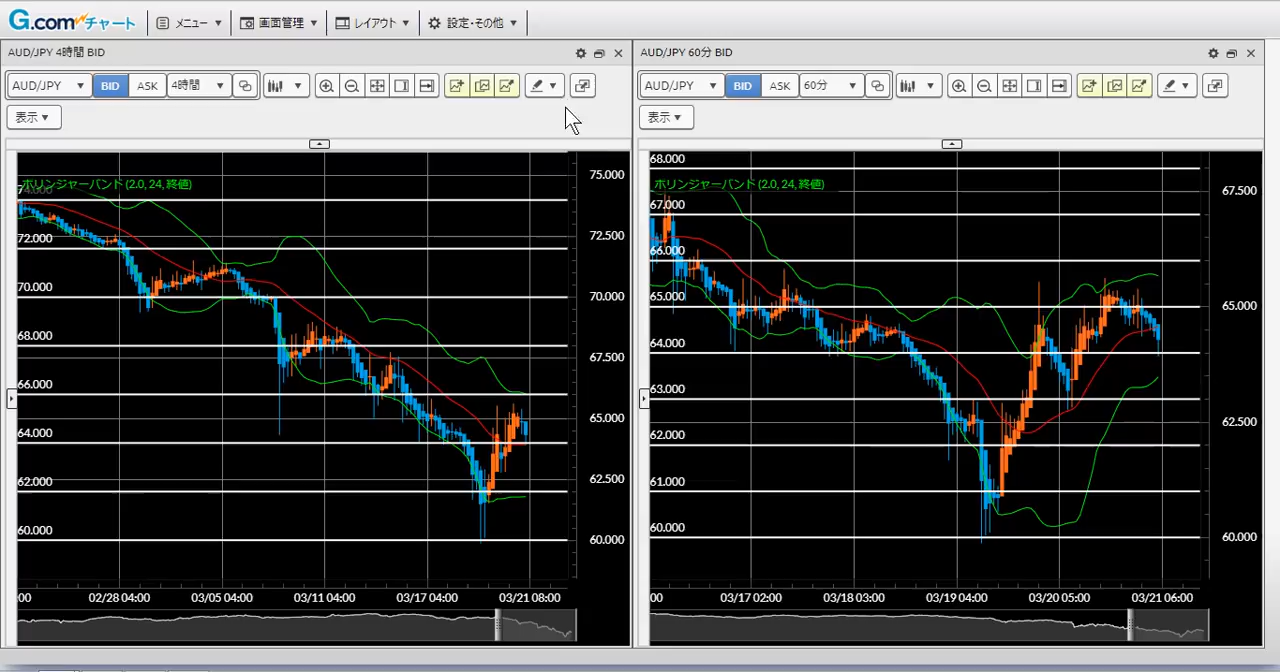 G.comチャート メニュー ▼ 画面管理 ▼ レイアウト ▼ 設定・その他 ▼
AUD/JPY 4時間 BID
AUD/JPY ▼ BID ASK 4時間 ▼
表示 ▼
ボリンジャーバンド (2.0, 24, 終値)
74.000
72.000
70.000
68.000
66.000
64.000
62.000
60.000
75.000
72.500
70.000
67.500
65.000
62.500
60.000
:00 02/28 04:00 03/05 04:00 03/11 04:00 03/17 04:00 03/21 08:00
AUD/JPY 60分 BID
AUD/JPY ▼ BID ASK 60分 ▼
表示 ▼
68.000
ボリンジャーバンド (2.0, 24, 終値)
67.000
66.000
65.000
64.000
63.000
62.000
61.000
60.000
67.500
65.000
62.500
60.000
00 03/17 02:00 03/18 03:00 03/19 04:00 03/20 05:00 03/21 06:00